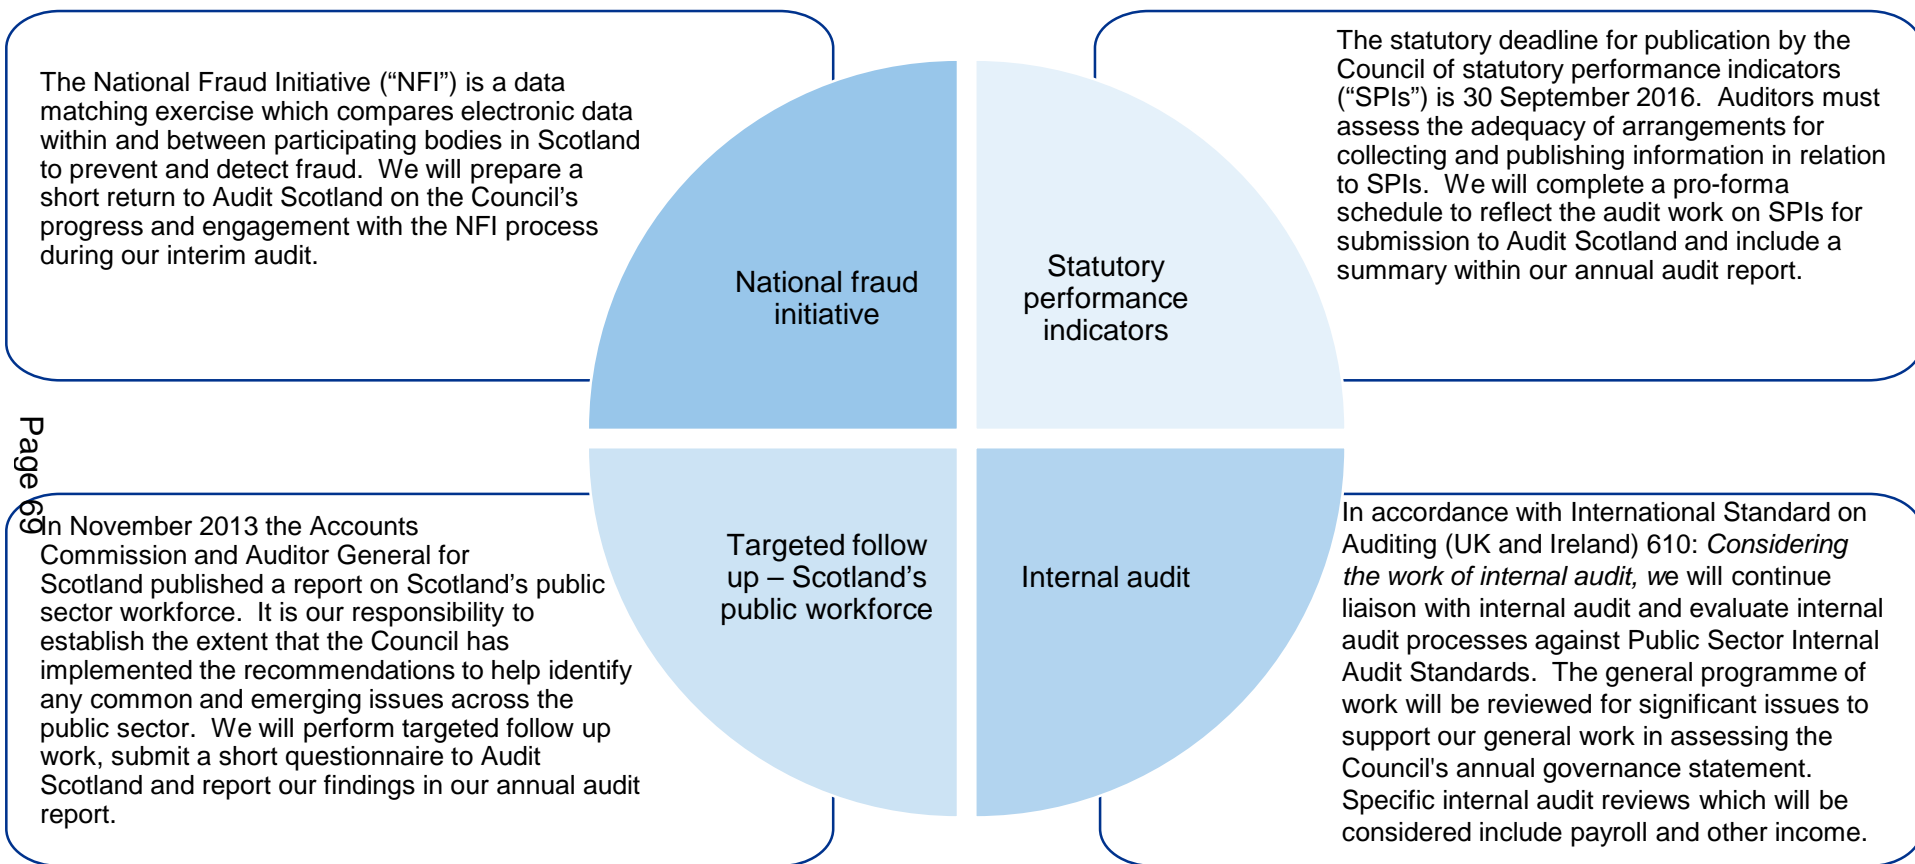 The National Fraud Initiative (“NFI”) is a data
matching exercise which compares electronic data
within and between participating bodies in Scotland
to prevent and detect fraud.  We will prepare a
short return to Audit Scotland on the Council’s
progress and engagement with the NFI process
during our interim audit.
National fraud
initiative
The statutory deadline for publication by the
Council of statutory performance indicators
(“SPIs”) is 30 September 2016.  Auditors must
assess the adequacy of arrangements for
collecting and publishing information in relation
to SPIs.  We will complete a pro-forma
schedule to reflect the audit work on SPIs for
submission to Audit Scotland and include a
summary within our annual audit report.
Statutory
performance
indicators
Page 69
In November 2013 the Accounts
Commission and Auditor General for
Scotland published a report on Scotland’s public
sector workforce.  It is our responsibility to
establish the extent that the Council has
implemented the recommendations to help identify
any common and emerging issues across the
public sector.  We will perform targeted follow up
work, submit a short questionnaire to Audit
Scotland and report our findings in our annual audit
report.
Targeted follow
up – Scotland’s
public workforce
Internal audit
In accordance with International Standard on
Auditing (UK and Ireland) 610: Considering
the work of internal audit, we will continue
liaison with internal audit and evaluate internal
audit processes against Public Sector Internal
Audit Standards.  The general programme of
work will be reviewed for significant issues to
support our general work in assessing the
Council's annual governance statement.
Specific internal audit reviews which will be
considered include payroll and other income.